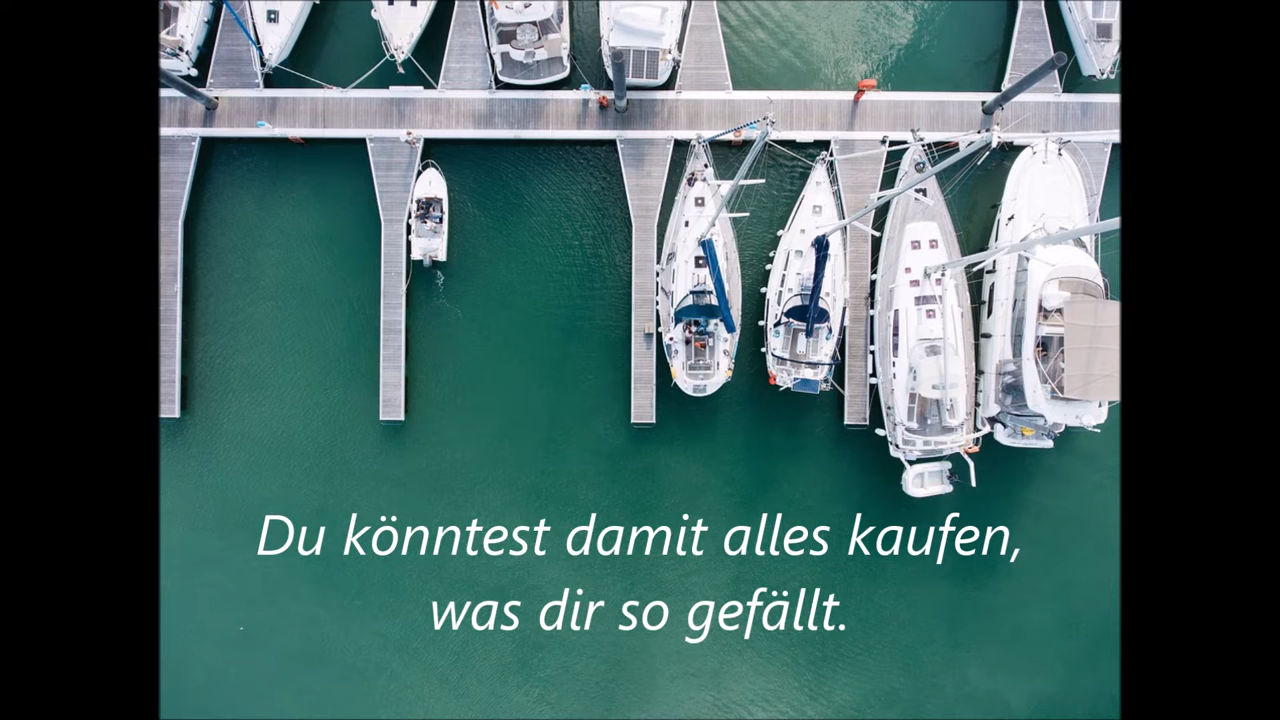 Du könntest damit alles kaufen,
was dir so gefällt.